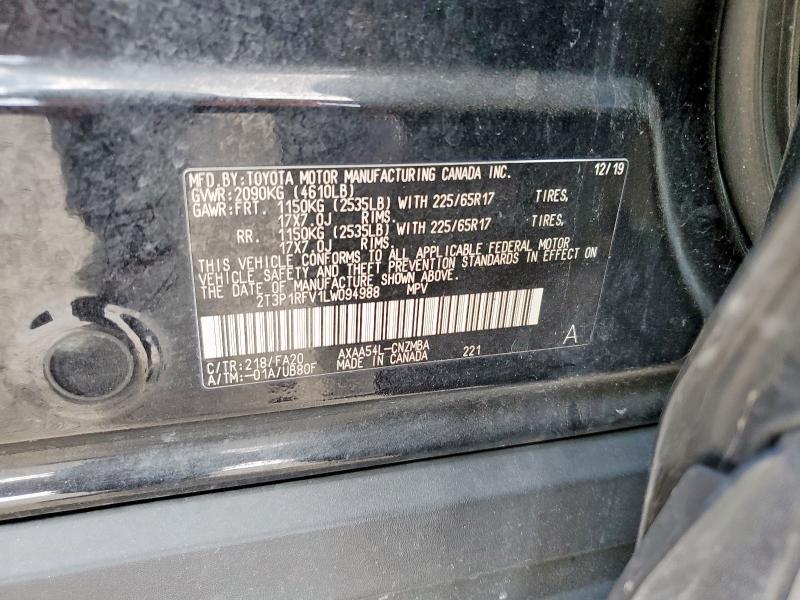 MFD.BY:TOYOTA MOTOR MANUFACTURING CANADA INC. 12/19
GVWR:2090KG (4610LB)
GAWR:FRT. 1150KG (2535LB) WITH 225/65R17 TIRES,
17X7.0J RIMS.
RR. 1150KG (2535LB) WITH 225/65R17 TIRES,
17X7.0J RIMS.
THIS VEHICLE CONFORMS TO ALL APPLICABLE FEDERAL MOTOR
VEHICLE SAFETY AND THEFT PREVENTION STANDARDS IN EFFECT ON
THE DATE OF MANUFACTURE SHOWN ABOVE.
2T3P1RFV1LW094988 MPV
C/TR:218/FA20 AXAA54L-CNZMBA 221 A
A/TM:-01A/UB80F MADE IN CANADA